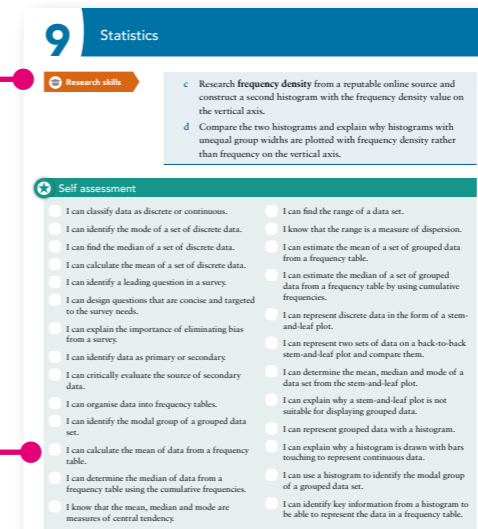 9
Statistics
Research skills
c Research frequency density from a reputable online source and
construct a second histogram with the frequency density value on
the vertical axis.
d Compare the two histograms and explain why histograms with
unequal group widths are plotted with frequency density rather
than frequency on the vertical axis.
Self assessment
I can classify data as discrete or continuous.
I can identify the mode of a set of discrete data.
I can find the median of a set of discrete data.
I can calculate the mean of a set of discrete data.
I can identify a leading question in a survey.
I can design questions that are concise and targeted
to the survey needs.
I can explain the importance of eliminating bias
from a survey.
I can identify data as primary or secondary.
I can critically evaluate the source of secondary
data.
I can organise data into frequency tables.
I can identify the modal group of a grouped data
set.
I can calculate the mean of data from a frequency
table.
I can determine the median of data from a
frequency table using the cumulative frequencies.
I know that the mean, median and mode are
measures of central tendency.
I can find the range of a data set.
I know that the range is a measure of dispersion.
I can estimate the mean of a set of grouped data
from a frequency table.
I can estimate the median of a set of grouped
data from a frequency table by using cumulative
frequencies.
I can represent discrete data in the form of a stem-
and-leaf plot.
I can represent two sets of data on a back-to-back
stem-and-leaf plot and compare them.
I can determine the mean, median and mode of a
data set from the stem-and-leaf plot.
I can explain why a stem-and-leaf plot is not
suitable for displaying grouped data.
I can represent grouped data with a histogram.
I can explain why a histogram is drawn with bars
touching to represent continuous data.
I can use a histogram to identify the modal group
of a grouped data set.
I can identify key information from a histogram to
be able to represent the data in a frequency table.